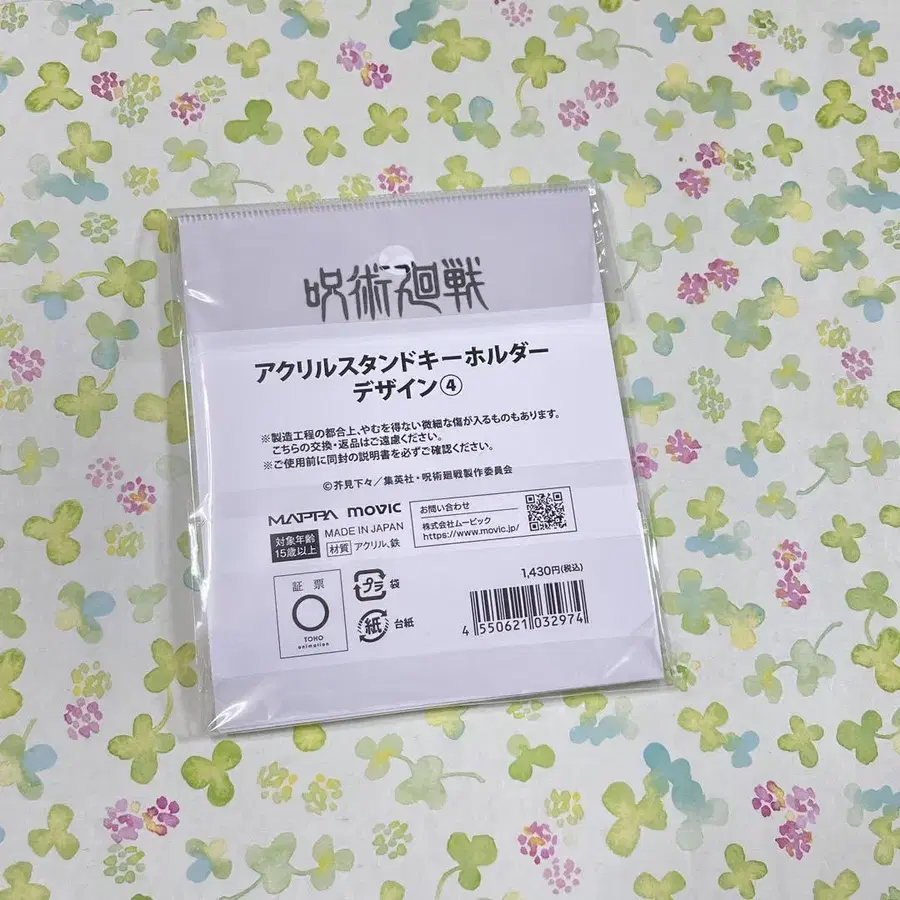 呪術廻戦
アクリルスタンドキーホルダー
デザイン④
※製造工程の都合上、やむを得ない微細な傷が入るものもあります。
こちらの交換・返品はご遠慮ください。
※ご使用前に同封の説明書を必ずご確認ください。
©芥見下々／集英社・呪術廻戦製作委員会
MAPPA movic
対象年齢
15歳以上
MADE IN JAPAN
材質 アクリル、鉄
お問い合わせ
株式会社ムービック
https://www.movic.jp/
証票
TOHO
animation
プラ 袋
紙 台紙
1,430円(税込)
4 550621 032974